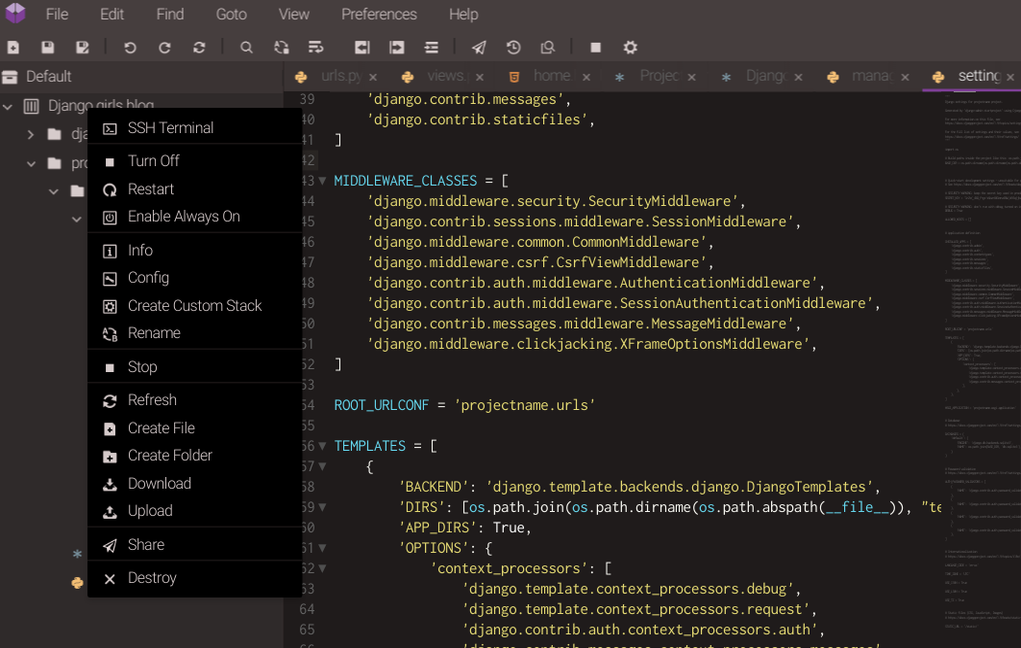 File Edit Find Goto View Preferences Help
Default
urls.py views. home. Projec Django manag settings
Django girls blog
dja
pro
SSH Terminal
Turn Off
Restart
Enable Always On
Info
Config
Create Custom Stack
Rename
Stop
Refresh
Create File
Create Folder
Download
Upload
Share
Destroy
39 'django.contrib.messages',
40 'django.contrib.staticfiles',
41 ]
42
43 MIDDLEWARE_CLASSES = [
44 'django.middleware.security.SecurityMiddleware',
45 'django.contrib.sessions.middleware.SessionMiddleware',
46 'django.middleware.common.CommonMiddleware',
47 'django.middleware.csrf.CsrfViewMiddleware',
48 'django.contrib.auth.middleware.AuthenticationMiddleware',
49 'django.contrib.auth.middleware.SessionAuthenticationMiddleware',
50 'django.contrib.messages.middleware.MessageMiddleware',
51 'django.middleware.clickjacking.XFrameOptionsMiddleware',
52 ]
53
54 ROOT_URLCONF = 'projectname.urls'
55
56 TEMPLATES = [
57 {
58 'BACKEND': 'django.template.backends.django.DjangoTemplates',
59 'DIRS': [os.path.join(os.path.dirname(os.path.abspath(__file__)), "te
60 'APP_DIRS': True,
61 'OPTIONS': {
62 'context_processors': [
63 'django.template.context_processors.debug',
64 'django.template.context_processors.request',
65 'django.contrib.auth.context_processors.auth',